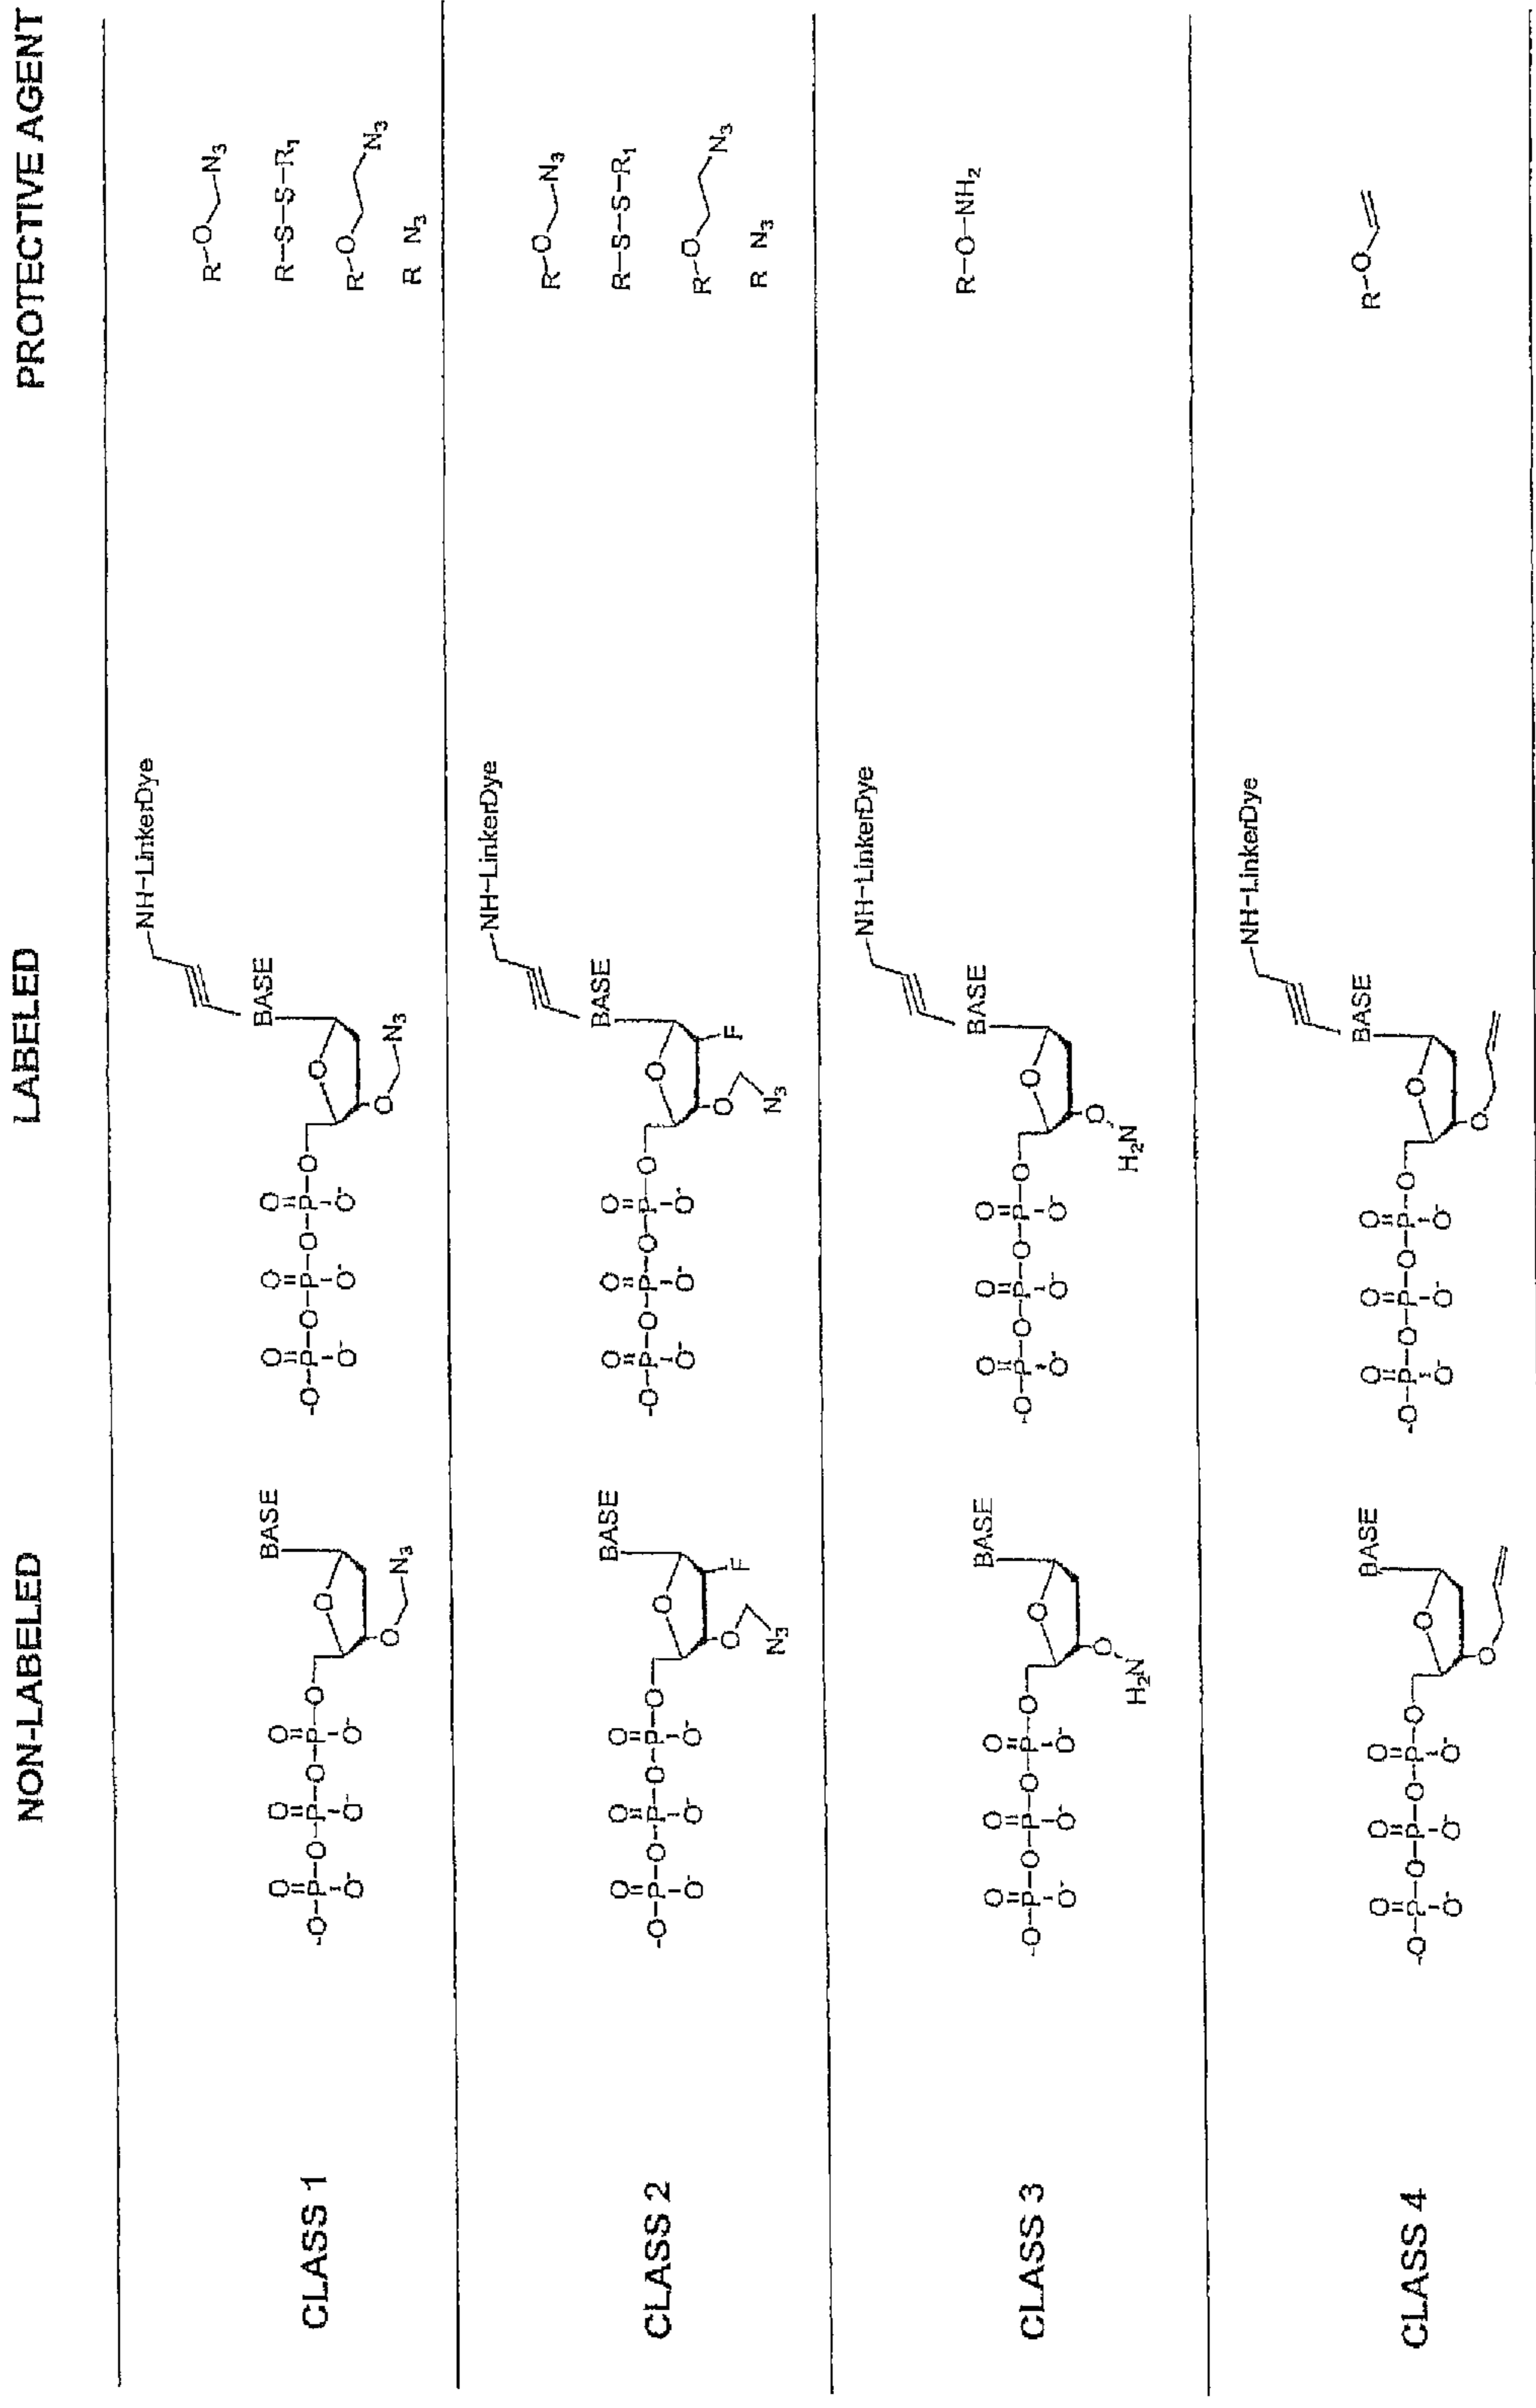 NON-LABELED LABELED PROTECTIVE AGENT
CLASS 1
BASE
O O O
-O-P-O-P-O-P-O O
O- O- O-
O N3
NH-LinkerDye
BASE
O O O
-O-P-O-P-O-P-O O
O- O- O-
O N3
R-O N3
R-S-S-R1
R-O N3
R N3
CLASS 2
BASE
O O O
-O-P-O-P-O-P-O O
O- O- O-
F
O
N3
NH-LinkerDye
BASE
O O O
-O-P-O-P-O-P-O O
O- O- O-
F
O
N3
R-O N3
R-S-S-R1
R-O N3
R N3
CLASS 3
BASE
O O O
-O-P-O-P-O-P-O O
O- O- O-
O
H2N
NH-LinkerDye
BASE
O O O
-O-P-O-P-O-P-O O
O- O- O-
O
H2N
R-O-NH2
CLASS 4
BASE
O O O
-O-P-O-P-O-P-O O
O- O- O-
O
NH-LinkerDye
BASE
O O O
-O-P-O-P-O-P-O O
O- O- O-
O
R-O